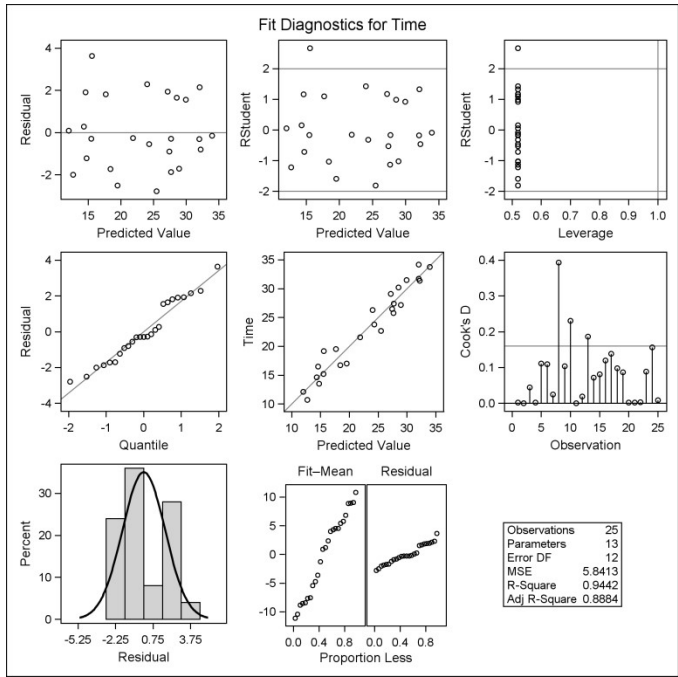 Fit Diagnostics for Time
Residual
4
2
0
-2
15 20 25 30 35
Predicted Value
RStudent
2
1
0
-1
-2
15 20 25 30 35
Predicted Value
RStudent
2
1
0
-1
-2
0.5 0.6 0.7 0.8 0.9 1.0
Leverage
Residual
4
2
0
-2
-4
-2 -1 0 1 2
Quantile
Time
35
30
25
20
15
10
10 15 20 25 30 35
Predicted Value
Cook's D
0.4
0.3
0.2
0.1
0.0
0 5 10 15 20 25
Observation
Percent
30
20
10
0
-5.25 -2.25 0.75 3.75
Residual
Fit–Mean Residual
10
5
0
-5
-10
0.0 0.4 0.8 0.0 0.4 0.8
Proportion Less
Observations 25
Parameters 13
Error DF 12
MSE 5.8413
R-Square 0.9442
Adj R-Square 0.8884